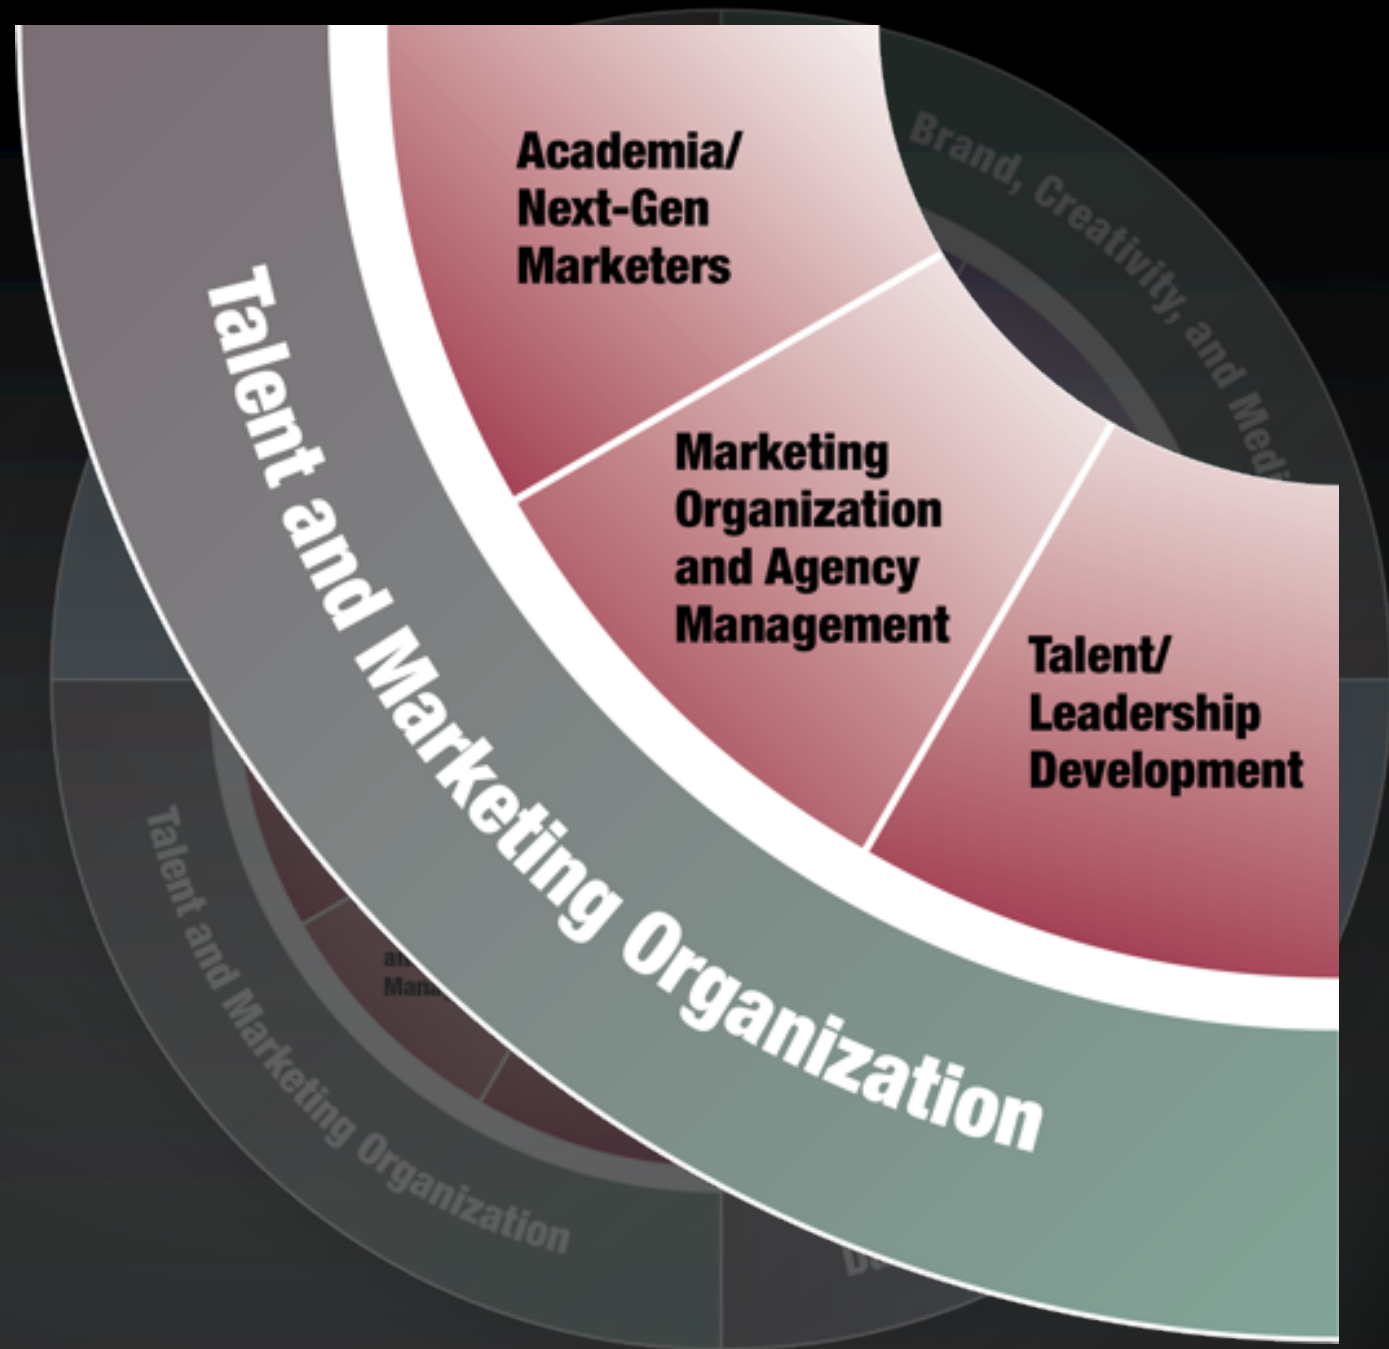 Academia/
Next-Gen
Marketers
Marketing
Organization
and Agency
Management
Talent/
Leadership
Development
Talent and Marketing Organization
Brand, Creativity, and Medi
Talent and Marketing Organization